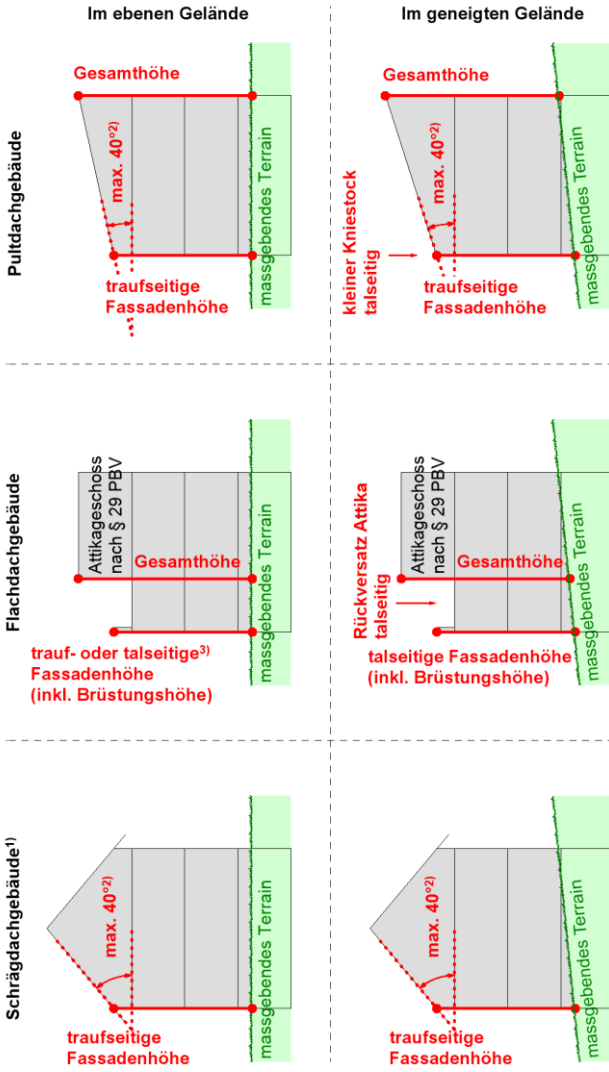 Im ebenen Gelände
Im geneigten Gelände
Pultdachgebäude
Gesamthöhe
max. 40°²⁾
traufseitige
Fassadenhöhe
massgebendes Terrain
Gesamthöhe
max. 40°²⁾
kleiner Kniestock
talseitig
traufseitige
Fassadenhöhe
massgebendes Terrain
Flachdachgebäude
Attikageschoss
nach § 29 PBV
Gesamthöhe
trauf- oder talseitige³⁾
Fassadenhöhe
(inkl. Brüstungshöhe)
massgebendes Terrain
Rückversatz Attika
talseitig
Attikageschoss
nach § 29 PBV
Gesamthöhe
talseitige Fassadenhöhe
(inkl. Brüstungshöhe)
massgebendes Terrain
Schrägdachgebäude¹⁾
max. 40°²⁾
traufseitige
Fassadenhöhe
massgebendes Terrain
max. 40°²⁾
traufseitige
Fassadenhöhe
massgebendes Terrain